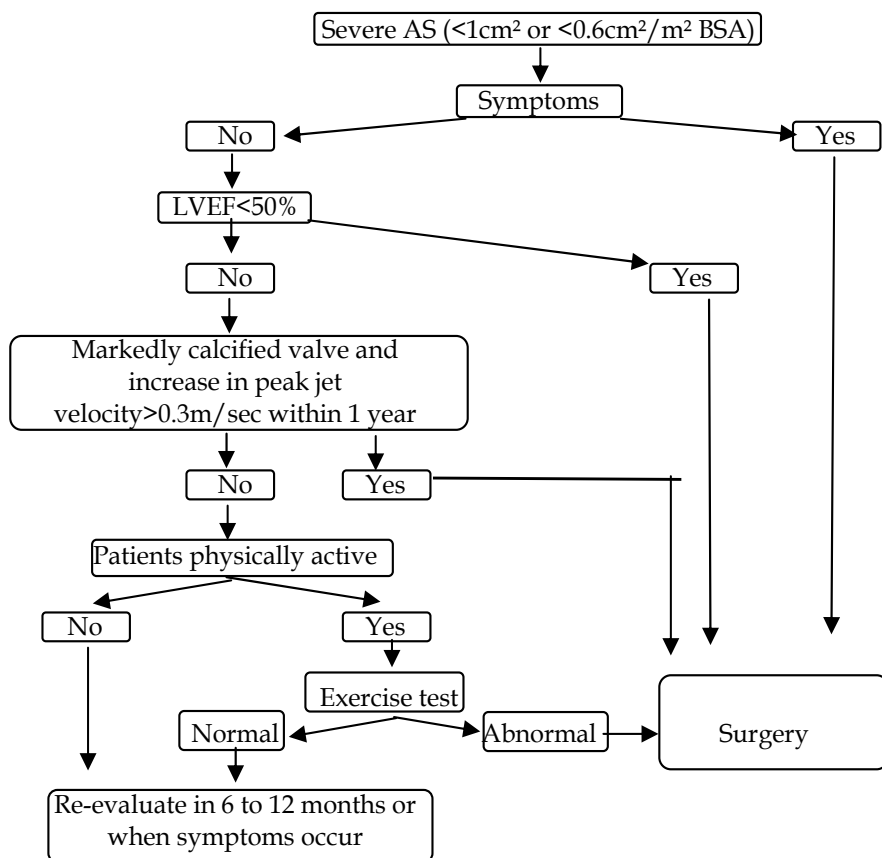 Severe AS (<1cm² or <0.6cm²/m² BSA)
Symptoms
No
Yes
LVEF<50%
No
Yes
Markedly calcified valve and
increase in peak jet
velocity>0.3m/sec within 1 year
No
Yes
Patients physically active
No
Yes
Exercise test
Normal
Abnormal
Surgery
Re-evaluate in 6 to 12 months or
when symptoms occur